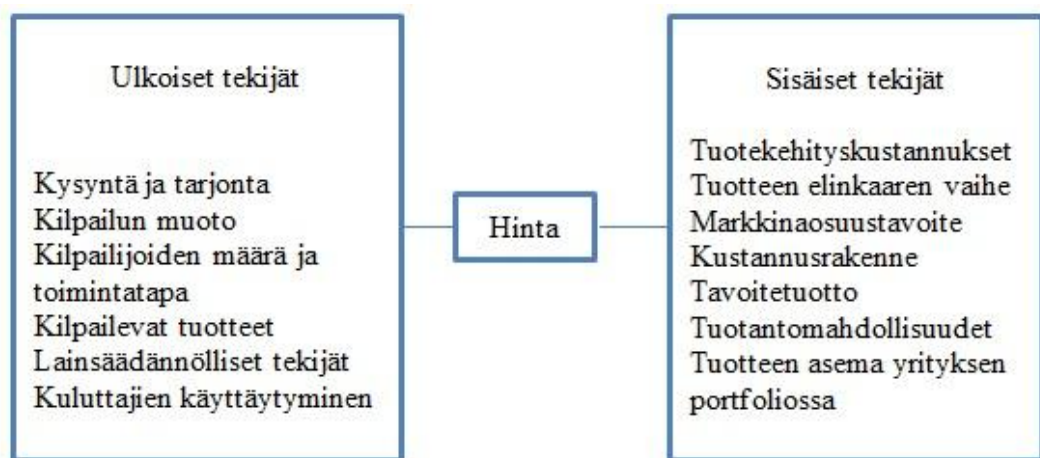 Ulkoiset tekijät
Kysyntä ja tarjonta
Kilpailun muoto
Kilpailijoiden määrä ja
toimintatapa
Kilpailevat tuotteet
Lainsäädännölliset tekijät
Kuluttajien käyttäytyminen
Hinta
Sisäiset tekijät
Tuotekehityskustannukset
Tuotteen elinkaaren vaihe
Markkinaosuustavoite
Kustannusrakenne
Tavoitetuotto
Tuotantomahdollisuudet
Tuotteen asema yrityksen
portfoliossa